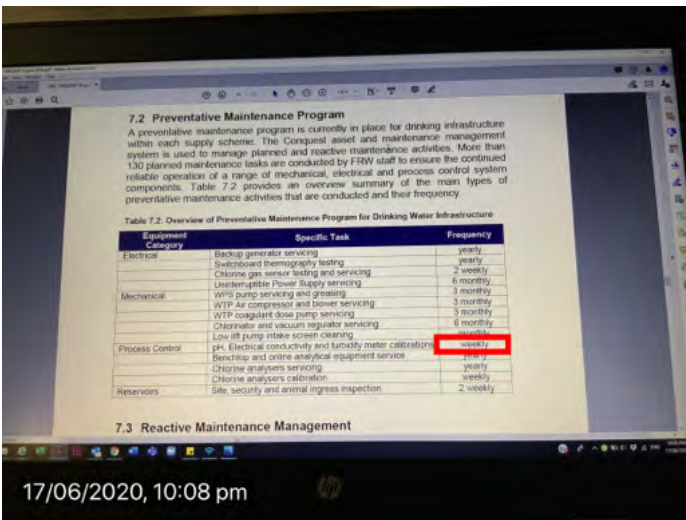 7.2 Preventative Maintenance Program
A preventative maintenance program is currently in place for drinking infrastructure
within each supply scheme. The Conquest asset and maintenance management
system is used to manage planned and reactive maintenance activities. More than
130 planned maintenance tasks are conducted by FRW staff to ensure the continued
reliable operation of a range of mechanical, electrical and process control system
components. Table 7.2 provides an overview summary of the main types of
preventative maintenance activities that are conducted and their frequency.
Table 7.2: Overview of Preventative Maintenance Program for Drinking Water Infrastructure
Equipment Category Specific Task Frequency
Electrical Backup generator servicing yearly
Switchboard thermography testing yearly
Chlorine gas sensor testing and servicing 2 weekly
Uninterruptible Power Supply servicing 6 monthly
Mechanical WPS pump servicing and greasing 3 monthly
WTP Air compressor and blower servicing 3 monthly
WTP coagulant dose pump servicing 3 monthly
Chlorinator and vacuum regulator servicing 6 monthly
Low lift pump intake screen cleaning monthly
Process Control pH, Electrical conductivity and turbidity meter calibrations weekly
Benchtop and online analytical equipment service yearly
Chlorine analysers servicing yearly
Chlorine analysers calibration weekly
Reservoirs Site, security and animal ingress inspection 2 weekly
7.3 Reactive Maintenance Management
hp
17/06/2020, 10:08 pm